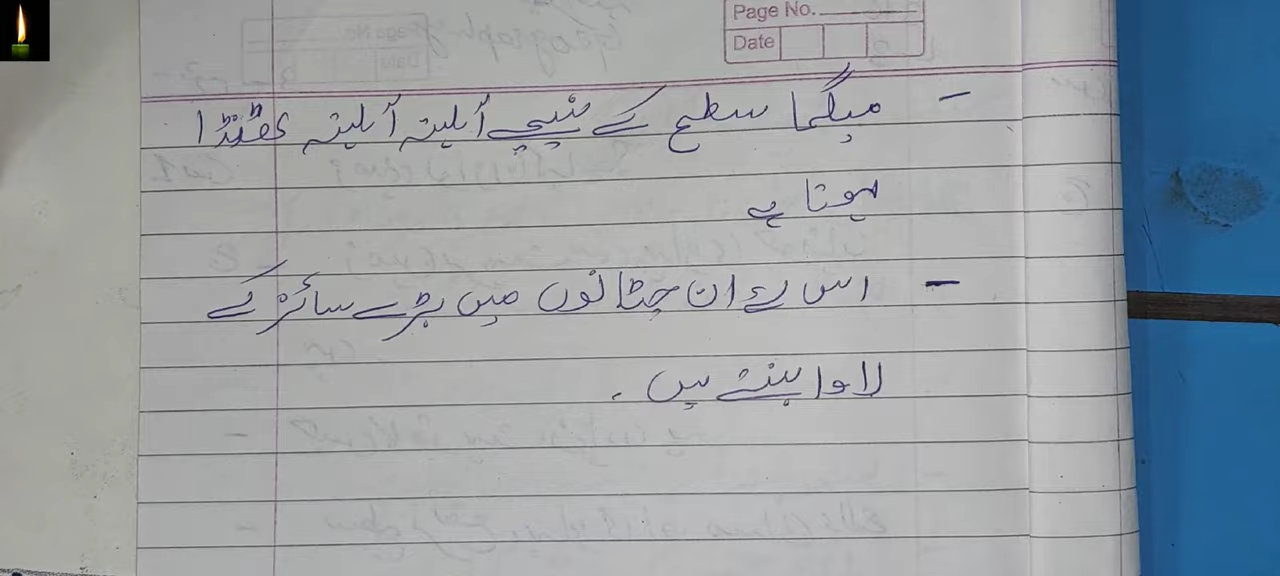 Page No.
Date
- میگما سطح کے نیچے آہستہ آہستہ ٹھنڈا
ہوتا ہے
- اس لئے ان چٹانوں میں بڑے سائز کے
لاوا بنتے ہیں.